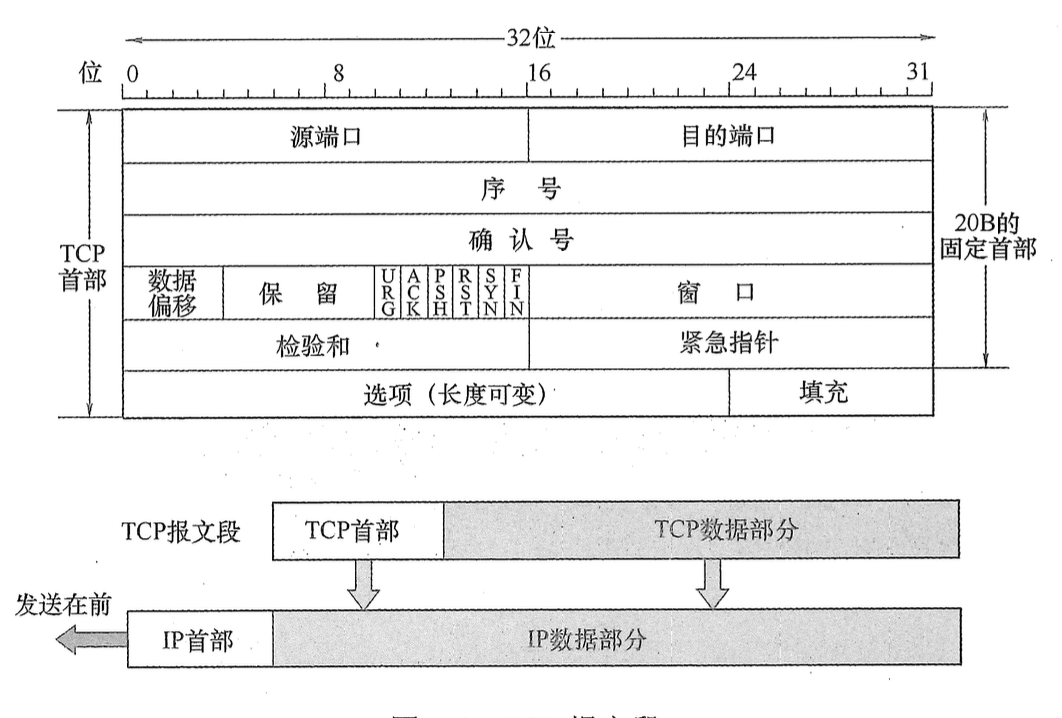 32位
位 0 8 16 24 31
源端口 目的端口
序 号
确 认 号
TCP
首部
20B的
固定首部
数据
偏移
保 留
URG ACK PSH RST SYN FIN
窗 口
检验和 紧急指针
选项（长度可变） 填充
TCP报文段 TCP首部 TCP数据部分
发送在前
IP首部 IP数据部分